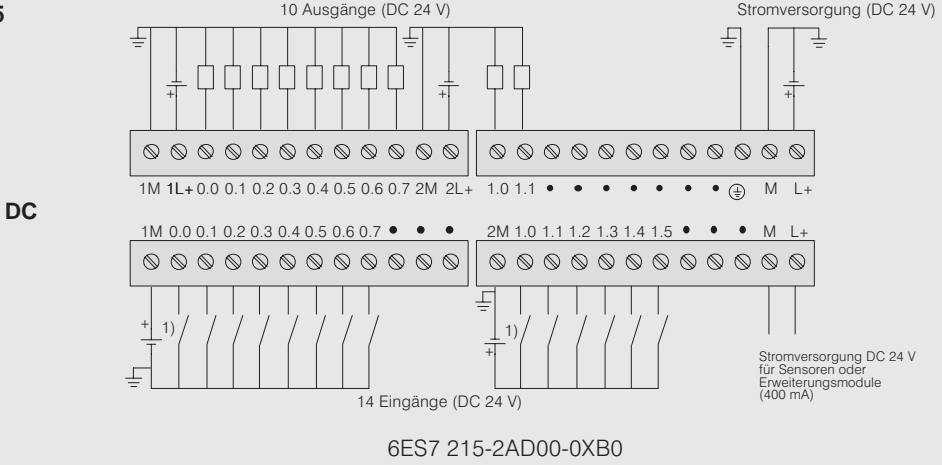 5
10 Ausgänge (DC 24 V)
Stromversorgung (DC 24 V)
+
+
+
1M 1L+ 0.0 0.1 0.2 0.3 0.4 0.5 0.6 0.7 2M 2L+
1.0 1.1 • • • • • • • M L+
DC
1M 0.0 0.1 0.2 0.3 0.4 0.5 0.6 0.7 • • •
2M 1.0 1.1 1.2 1.3 1.4 1.5 • • • M L+
+ 1)
1)
+
Stromversorgung DC 24 V
für Sensoren oder
Erweiterungsmodule
(400 mA)
14 Eingänge (DC 24 V)
6ES7 215-2AD00-0XB0